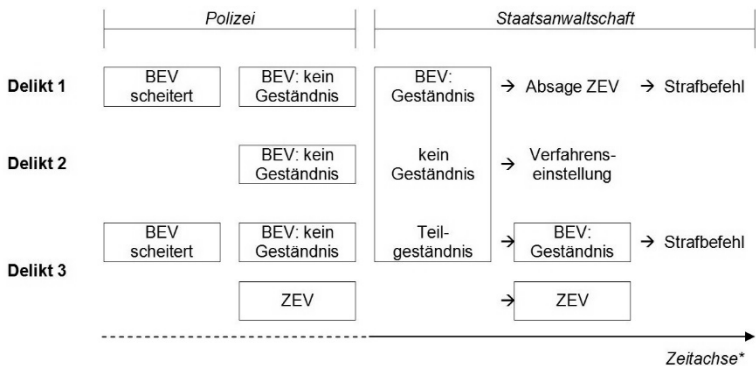 Polizei Staatsanwaltschaft
BEV BEV: kein BEV:
Delikt 1 scheitert Geständnis Geständnis → Absage ZEV → Strafbefehl
BEV: kein kein Verfahrens-
Delikt 2 Geständnis Geständnis → einstellung
BEV BEV: kein Teil- BEV:
scheitert Geständnis geständnis → Geständnis → Strafbefehl
Delikt 3
ZEV → ZEV
Zeitachse*